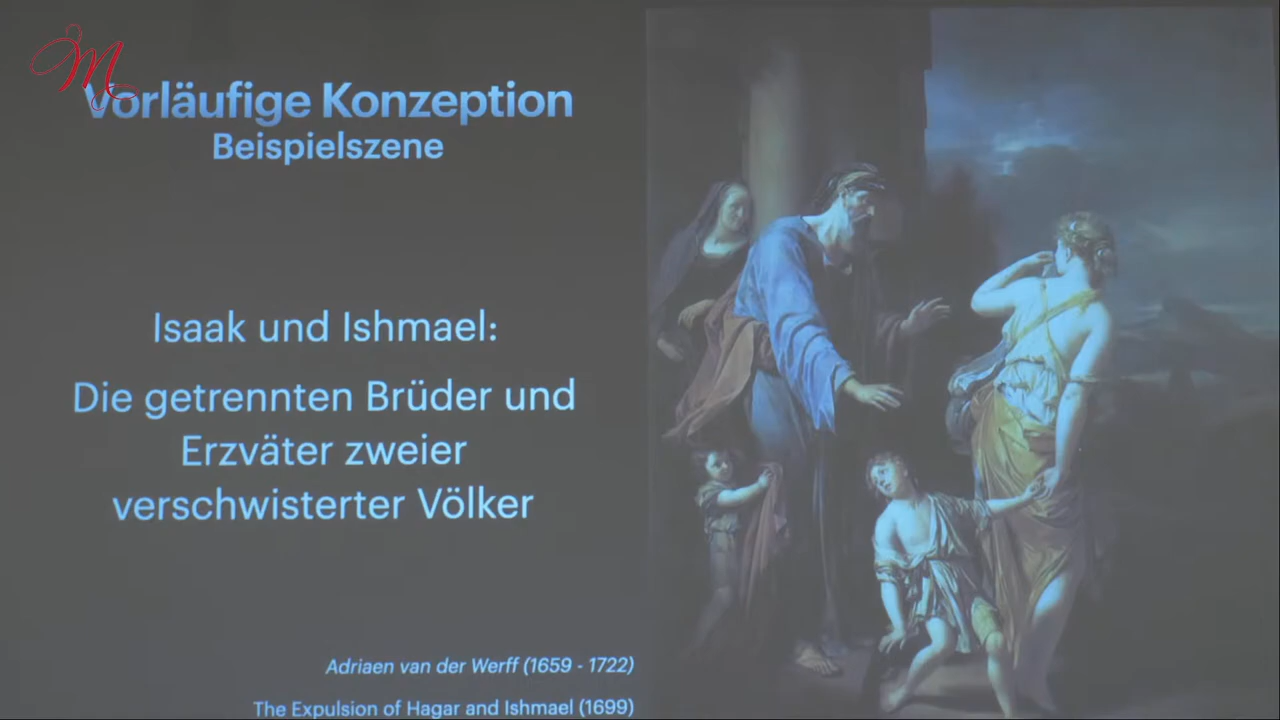 M
Vorläufige Konzeption
Beispielszene
Isaak und Ishmael:
Die getrennten Brüder und
Erzväter zweier
verschwisterter Völker
Adriaen van der Werff (1659 - 1722)
The Expulsion of Hagar and Ishmael (1699)